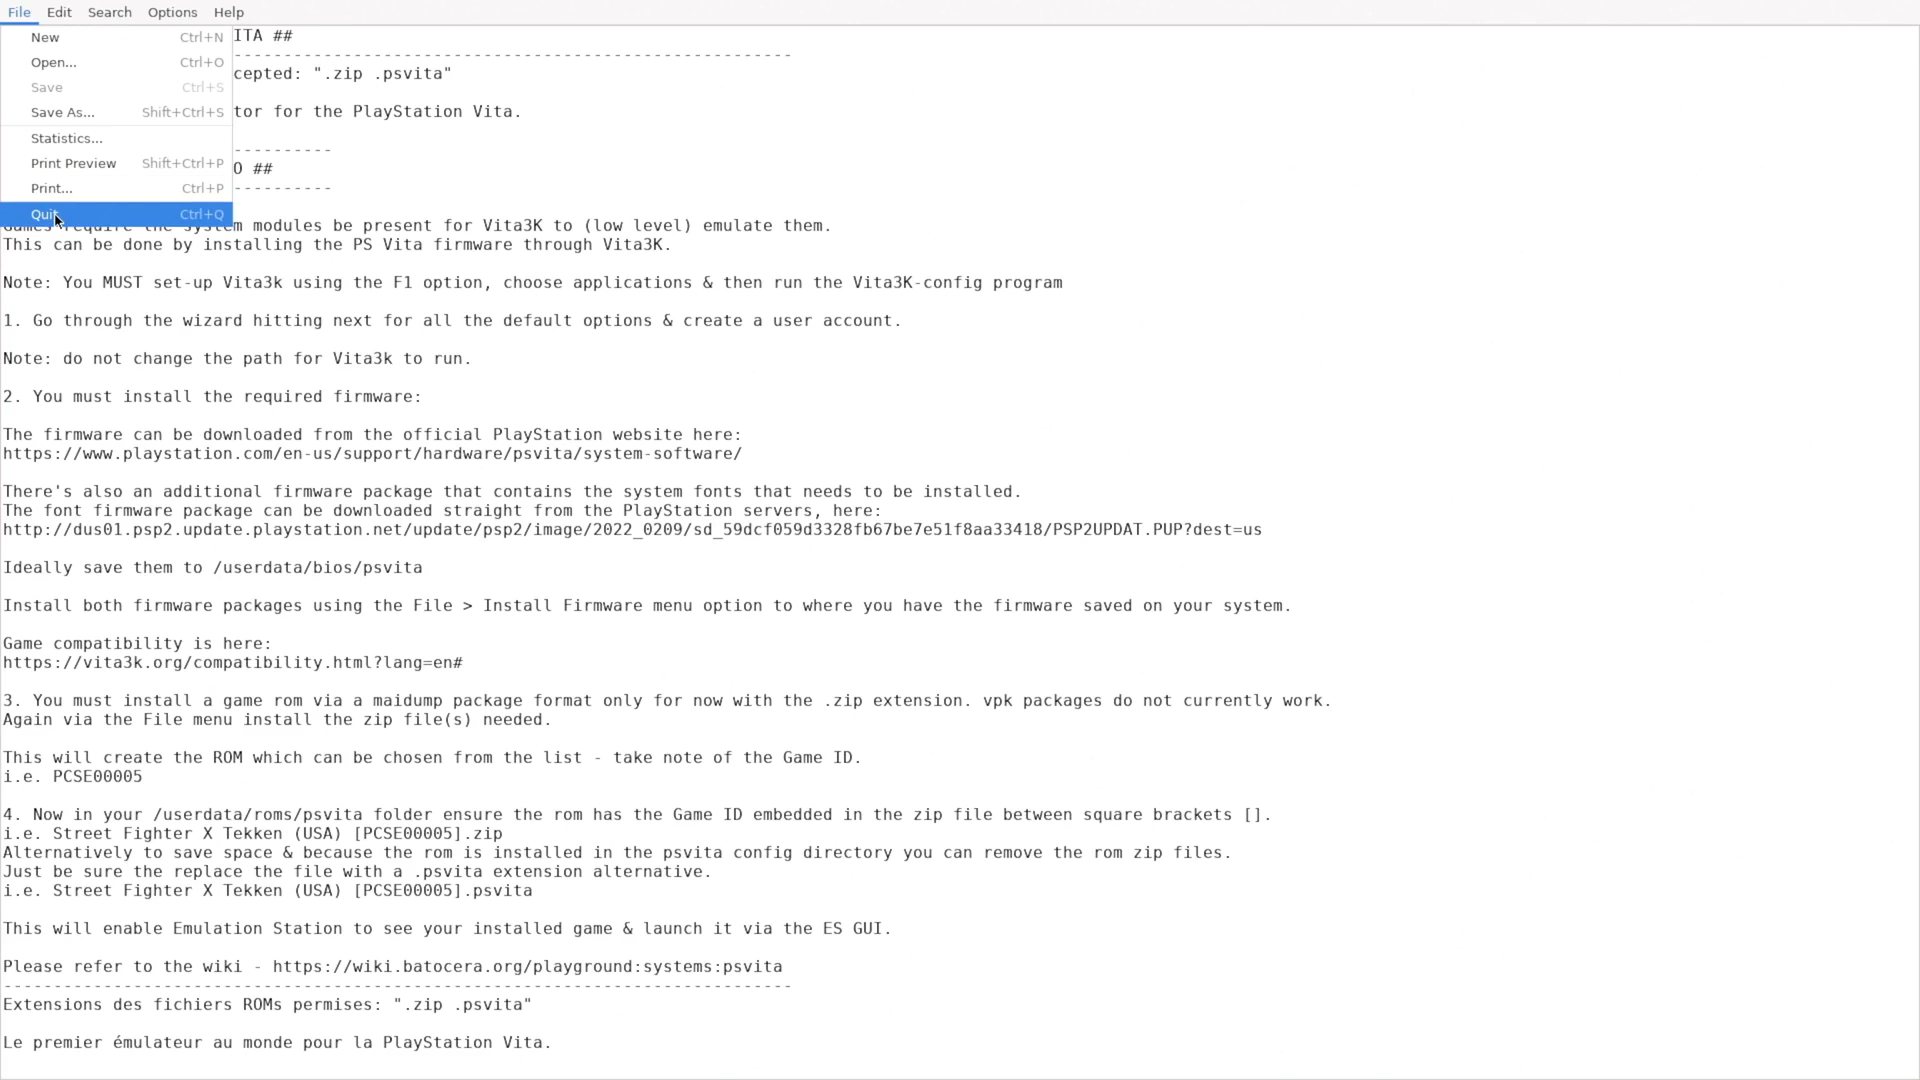 File Edit Search Options Help
New Ctrl+N
Open... Ctrl+O
Save Ctrl+S
Save As... Shift+Ctrl+S
Statistics...
Print Preview Shift+Ctrl+P
Print... Ctrl+P
Quit Ctrl+Q
ITA ##
--------------------------------------------------------
cepted: ".zip .psvita"
tor for the PlayStation Vita.
----------
O ##
----------
Games require the system modules be present for Vita3K to (low level) emulate them.
This can be done by installing the PS Vita firmware through Vita3K.
Note: You MUST set-up Vita3k using the F1 option, choose applications & then run the Vita3K-config program
1. Go through the wizard hitting next for all the default options & create a user account.
Note: do not change the path for Vita3k to run.
2. You must install the required firmware:
The firmware can be downloaded from the official PlayStation website here:
https://www.playstation.com/en-us/support/hardware/psvita/system-software/
There's also an additional firmware package that contains the system fonts that needs to be installed.
The font firmware package can be downloaded straight from the PlayStation servers, here:
http://dus01.psp2.update.playstation.net/update/psp2/image/2022_0209/sd_59dcf059d3328fb67be7e51f8aa33418/PSP2UPDAT.PUP?dest=us
Ideally save them to /userdata/bios/psvita
Install both firmware packages using the File > Install Firmware menu option to where you have the firmware saved on your system.
Game compatibility is here:
https://vita3k.org/compatibility.html?lang=en#
3. You must install a game rom via a maidump package format only for now with the .zip extension. vpk packages do not currently work.
Again via the File menu install the zip file(s) needed.
This will create the ROM which can be chosen from the list - take note of the Game ID.
i.e. PCSE00005
4. Now in your /userdata/roms/psvita folder ensure the rom has the Game ID embedded in the zip file between square brackets [].
i.e. Street Fighter X Tekken (USA) [PCSE00005].zip
Alternatively to save space & because the rom is installed in the psvita config directory you can remove the rom zip files.
Just be sure the replace the file with a .psvita extension alternative.
i.e. Street Fighter X Tekken (USA) [PCSE00005].psvita
This will enable Emulation Station to see your installed game & launch it via the ES GUI.
Please refer to the wiki - https://wiki.batocera.org/playground:systems:psvita
-------------------------------------------------------------------------------
Extensions des fichiers ROMs permises: ".zip .psvita"
Le premier émulateur au monde pour la PlayStation Vita.